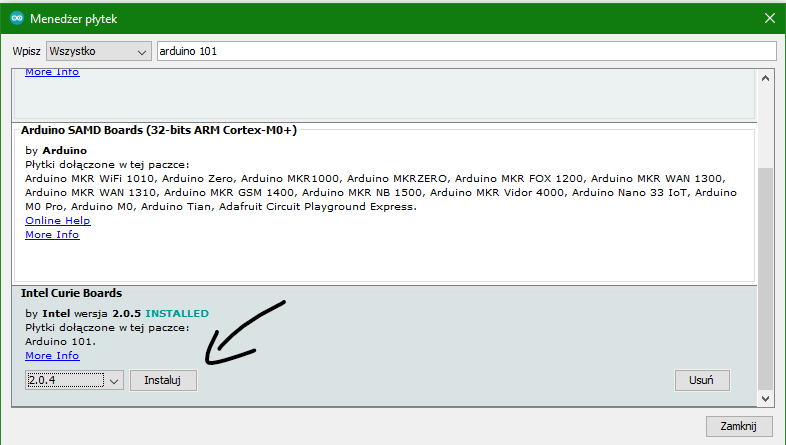 Menedżer płytek
Wpisz Wszystko arduino 101
More Info
Arduino SAMD Boards (32-bits ARM Cortex-M0+)
by Arduino
Płytki dołączone w tej paczce:
Arduino MKR WiFi 1010, Arduino Zero, Arduino MKR1000, Arduino MKRZERO, Arduino MKR FOX 1200, Arduino MKR WAN 1300,
Arduino MKR WAN 1310, Arduino MKR GSM 1400, Arduino MKR NB 1500, Arduino MKR Vidor 4000, Arduino Nano 33 IoT, Arduino
M0 Pro, Arduino M0, Arduino Tian, Adafruit Circuit Playground Express.
Online Help
More Info
Intel Curie Boards
by Intel wersja 2.0.5 INSTALLED
Płytki dołączone w tej paczce:
Arduino 101.
More Info
2.0.4 Instaluj Usuń
Zamknij